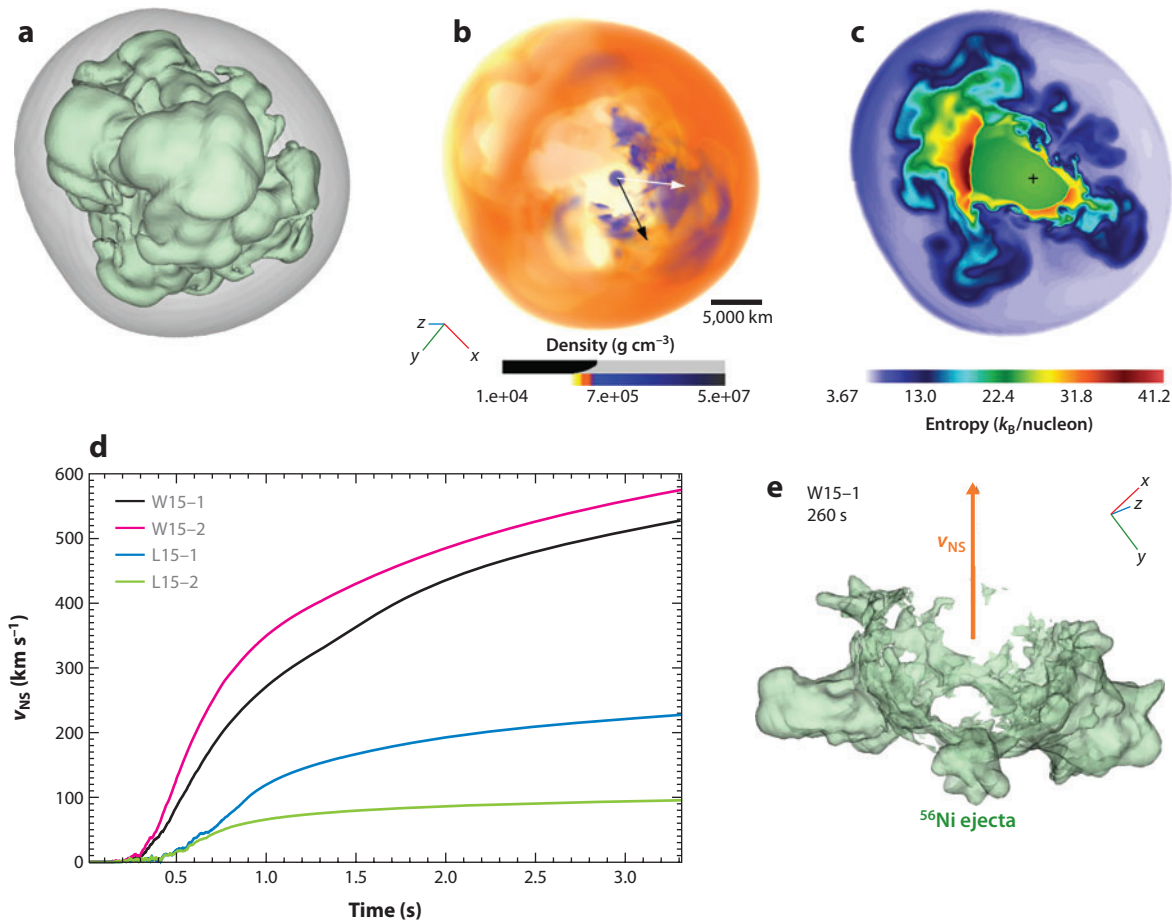 a
b
c
5,000 km
z
y
x
Density (g cm⁻³)
1.e+04
7.e+05
5.e+07
3.67
13.0
22.4
31.8
41.2
Entropy (k_B/nucleon)
d
600
500
400
300
200
100
0
v_NS (km s⁻¹)
W15–1
W15–2
L15–1
L15–2
0.5
1.0
1.5
2.0
2.5
3.0
Time (s)
e
W15–1
260 s
v_NS
x
z
y
⁵⁶Ni ejecta